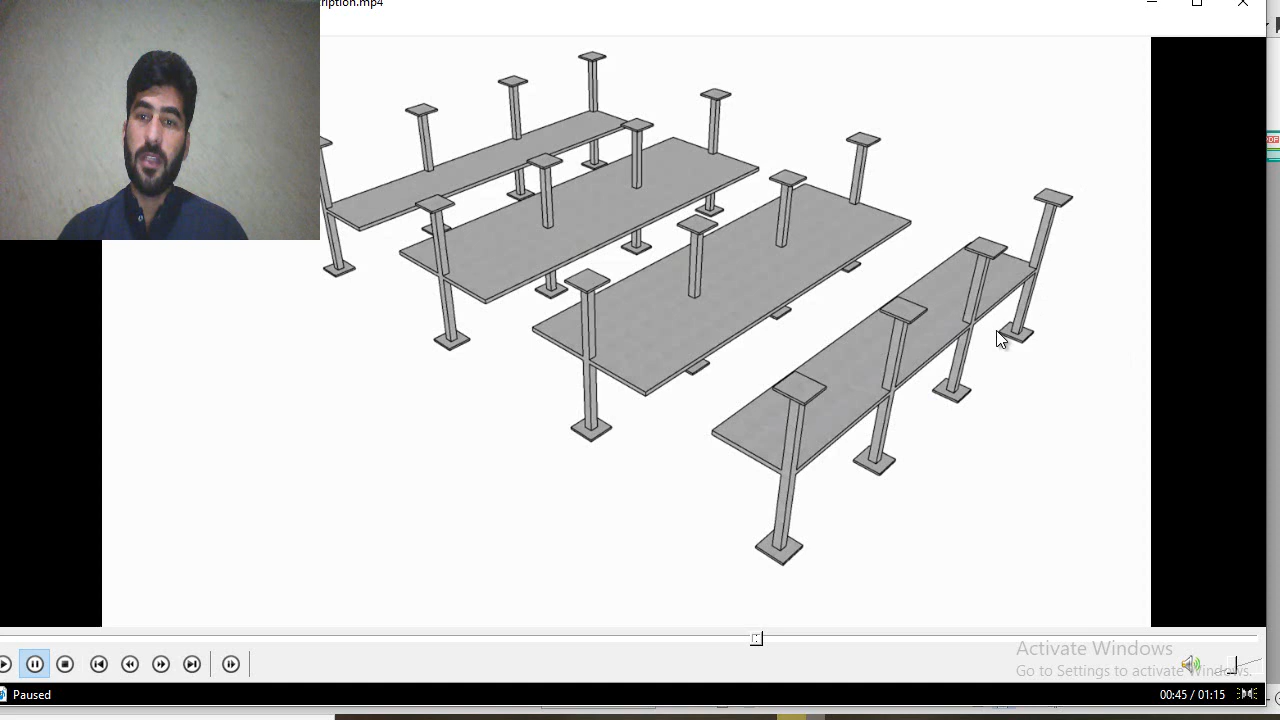 ription.mp4
Activate Windows
Go to Settings to activate Windows.
Paused
00:45 / 01:15